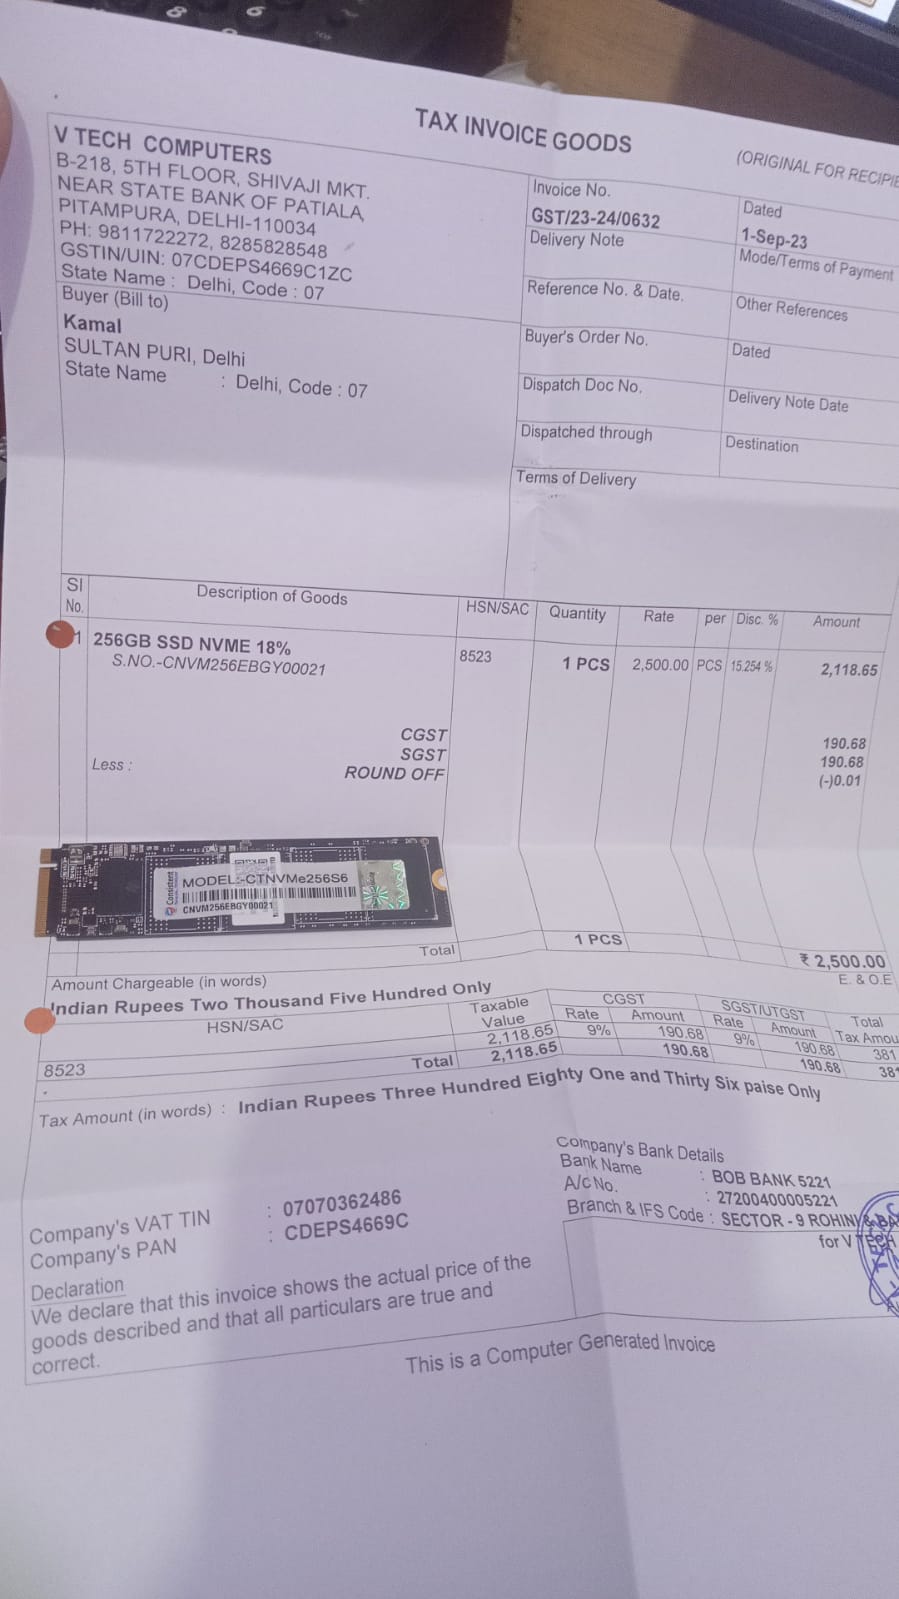 TAX INVOICE GOODS
(ORIGINAL FOR RECIPIE
V TECH COMPUTERS
B-218, 5TH FLOOR, SHIVAJI MKT.
NEAR STATE BANK OF PATIALA
PITAMPURA, DELHI-110034
PH: 9811722272, 8285828548
GSTIN/UIN: 07CDEPS4669C1ZC
State Name : Delhi, Code : 07
Buyer (Bill to)
Kamal
SULTAN PURI, Delhi
State Name : Delhi, Code : 07
Invoice No.
GST/23-24/0632
Dated
1-Sep-23
Delivery Note
Mode/Terms of Payment
Reference No. & Date.
Other References
Buyer's Order No.
Dated
Dispatch Doc No.
Delivery Note Date
Dispatched through
Destination
Terms of Delivery
Sl No. Description of Goods HSN/SAC Quantity Rate per Disc. % Amount
1 256GB SSD NVME 18% 8523 1 PCS 2,500.00 PCS 15.254 % 2,118.65
S.NO.-CNVM256EBGY00021
CGST 190.68
SGST 190.68
Less : ROUND OFF (-)0.01
Consistent
MODEL:-CTNVMe256S6
CNVM256EBGY00021
Total 1 PCS ₹ 2,500.00
Amount Chargeable (in words) E. & O.E
Indian Rupees Two Thousand Five Hundred Only
HSN/SAC Taxable Value CGST SGST/UTGST Total
Rate Amount Rate Amount Tax Amou
8523 2,118.65 9% 190.68 9% 190.68 381
Total 2,118.65 190.68 190.68 38
Tax Amount (in words) : Indian Rupees Three Hundred Eighty One and Thirty Six paise Only
Company's Bank Details
Bank Name : BOB BANK 5221
A/c No. : 27200400005221
Branch & IFS Code : SECTOR - 9 ROHINI & BA
Company's VAT TIN : 07070362486
Company's PAN : CDEPS4669C
for V TECH
Declaration
We declare that this invoice shows the actual price of the
goods described and that all particulars are true and
correct.
This is a Computer Generated Invoice